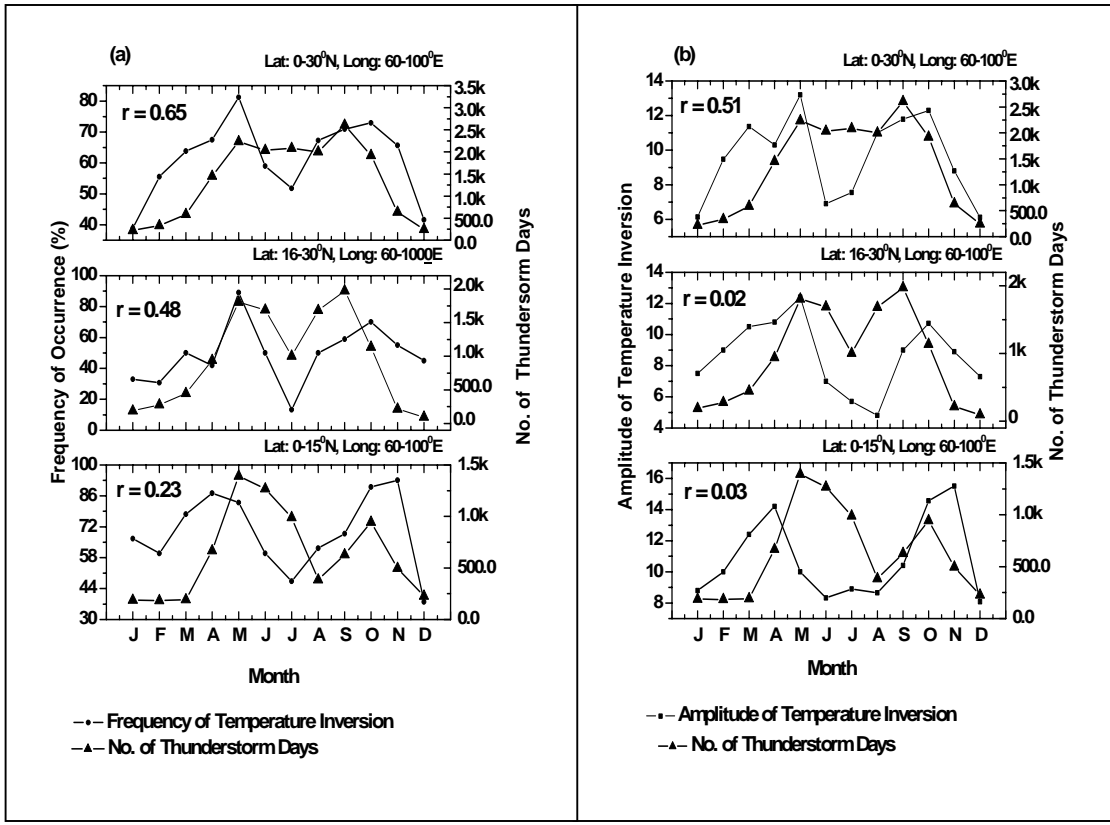 (a)
Lat: 0-30⁰N, Long: 60-100⁰E
r = 0.65
80
70
60
50
40
3.5k
3.0k
2.5k
2.0k
1.5k
1.0k
500.0
0.0
Lat: 16-30⁰N, Long: 60-1000E
r = 0.48
100
80
60
40
20
0
2.0k
1.5k
1.0k
500.0
0.0
Lat: 0-15⁰N, Long: 60-100⁰E
r = 0.23
100
86
72
58
44
30
1.5k
1.0k
500.0
0.0
J F M A M J J A S O N D
Month
Frequency of Occurrence (%)
No. of Thundersorm Days
Frequency of Temperature Inversion
No. of Thunderstorm Days
(b)
Lat: 0-30⁰N, Long: 60-100⁰E
r = 0.51
14
12
10
8
6
3.0k
2.5k
2.0k
1.5k
1.0k
500.0
0.0
Lat: 16-30⁰N, Long: 60-100⁰E
r = 0.02
14
12
10
8
6
4
2k
1k
0
Lat: 0-15⁰N, Long: 60-100⁰E
r = 0.03
16
14
12
10
8
1.5k
1.0k
500.0
0.0
J F M A M J J A S O N D
Month
Amplitude of Temperature Inversion
No. of Thunderstorm Days
Amplitude of Temperature Inversion
No. of Thunderstorm Days